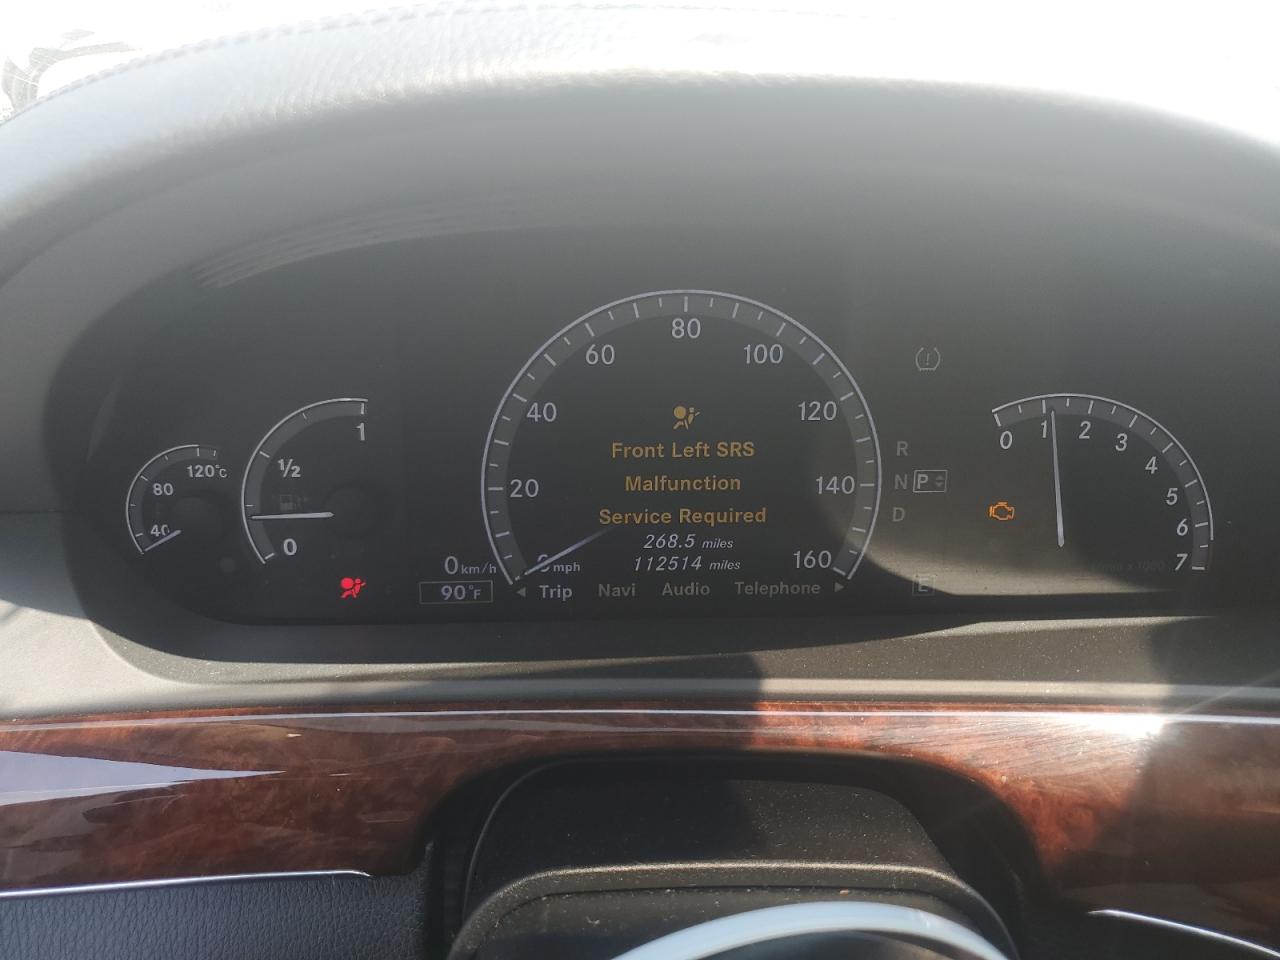 120°C
80
40
1
½
0
0 km/h
90°F
0 mph
20
40
60
80
100
120
140
160
Front Left SRS
Malfunction
Service Required
268.5 miles
112514 miles
Trip Navi Audio Telephone
R
N P
D
E
0 1 2 3 4 5 6 7
x 1000